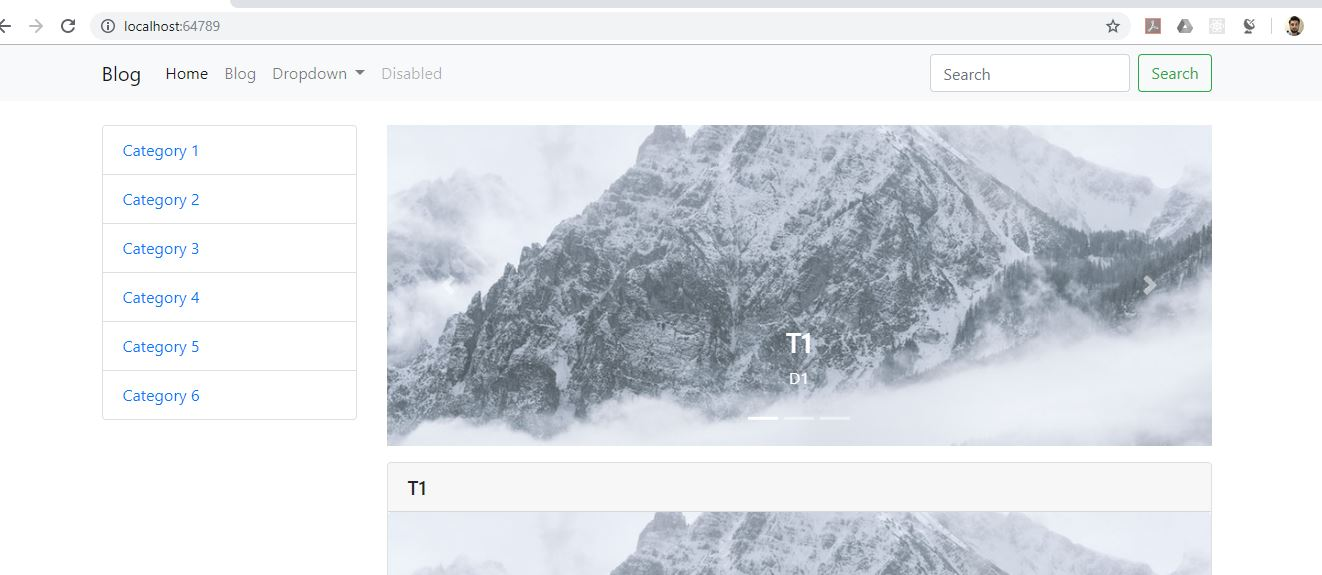 localhost:64789
Blog Home Blog Dropdown Disabled Search Search
Category 1
Category 2
Category 3
Category 4
Category 5
Category 6
T1
D1
T1